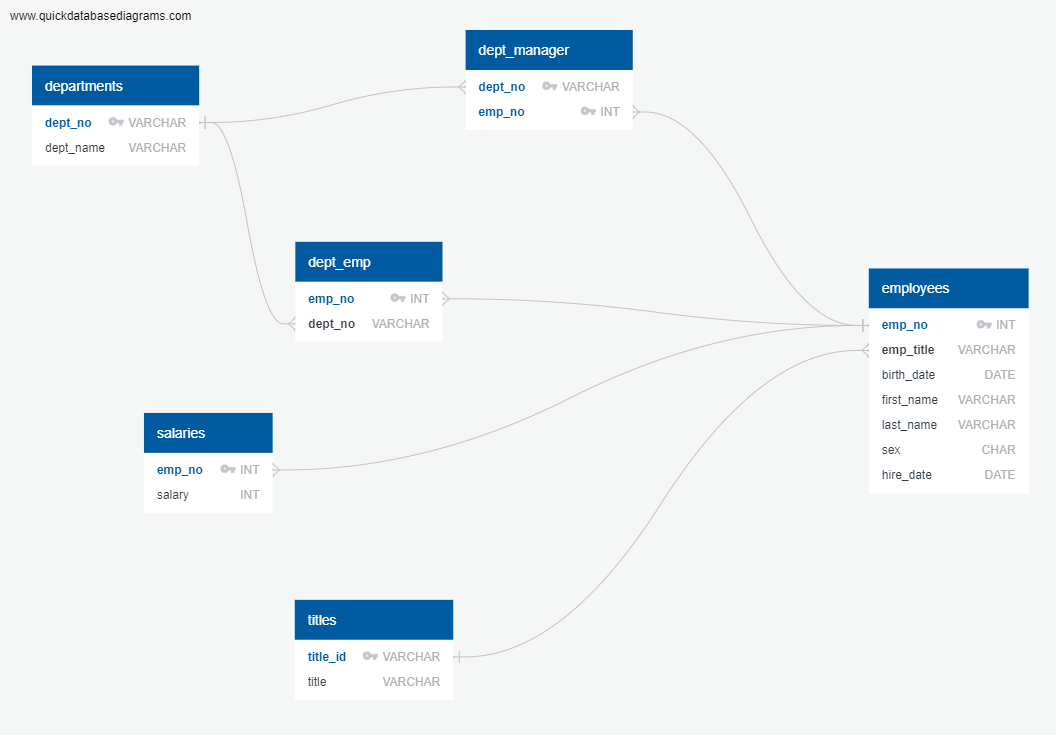 www.quickdatabasediagrams.com
dept_manager
dept_no VARCHAR
emp_no INT
departments
dept_no VARCHAR
dept_name VARCHAR
dept_emp
emp_no INT
dept_no VARCHAR
employees
emp_no INT
emp_title VARCHAR
birth_date DATE
first_name VARCHAR
last_name VARCHAR
sex CHAR
hire_date DATE
salaries
emp_no INT
salary INT
titles
title_id VARCHAR
title VARCHAR